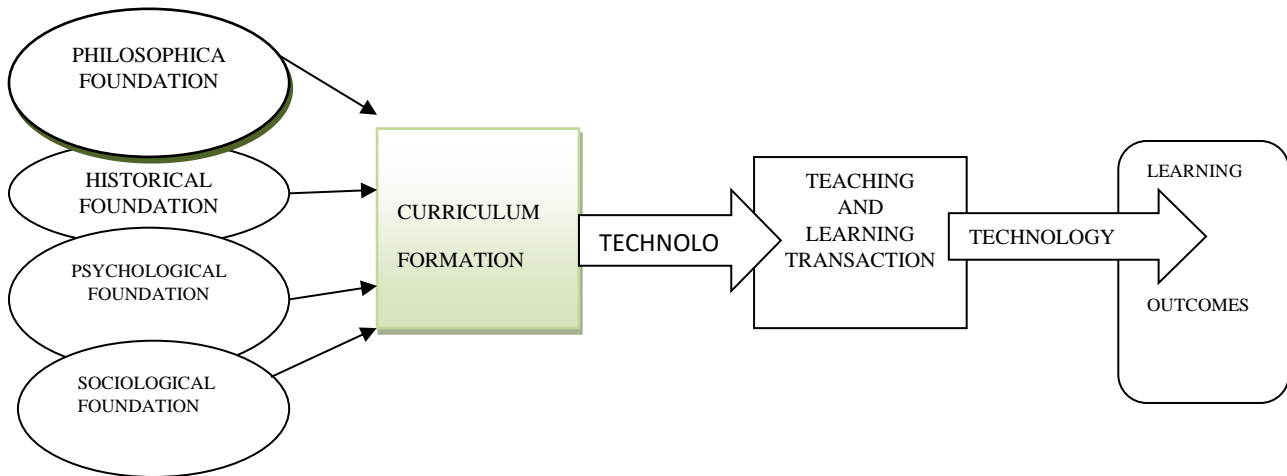 PHILOSOPHICA
FOUNDATION
HISTORICAL
FOUNDATION
PSYCHOLOGICAL
FOUNDATION
SOCIOLOGICAL
FOUNDATION
CURRICULUM
FORMATION
TECHNOLO
TEACHING
AND
LEARNING
TRANSACTION
TECHNOLOGY
LEARNING
OUTCOMES